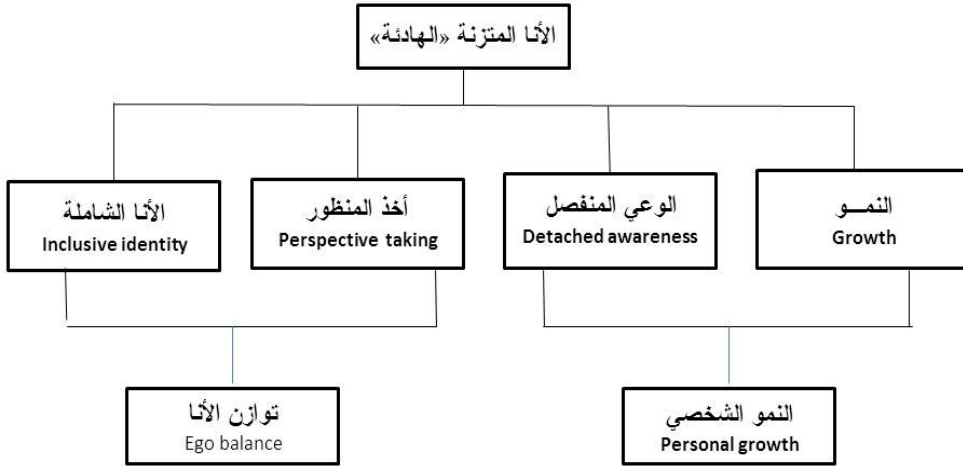 الأنا المتزنة «الهادئة»
النمـــو
Growth
الوعي المنفصل
Detached awareness
أخذ المنظور
Perspective taking
الأنا الشاملة
Inclusive identity
النمو الشخصي
Personal growth
توازن الأنا
Ego balance